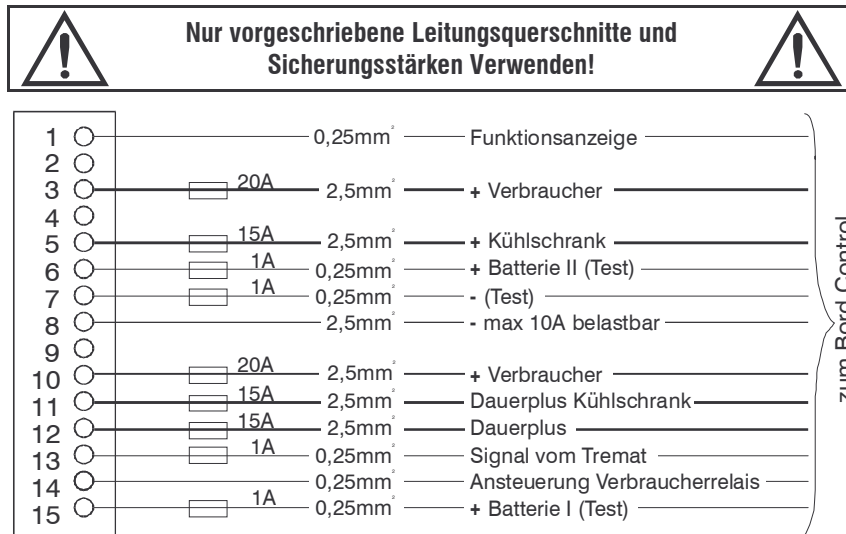 Nur vorgeschriebene Leitungsquerschnitte und
Sicherungsstärken Verwenden!
1 0,25mm² Funktionsanzeige
2
3 20A 2,5mm² + Verbraucher
4
5 15A 2,5mm² + Kühlschrank
6 1A 0,25mm² + Batterie II (Test)
7 1A 0,25mm² - (Test)
8 2,5mm² - max 10A belastbar
9
10 20A 2,5mm² + Verbraucher
11 15A 2,5mm² Dauerplus Kühlschrank
12 15A 2,5mm² Dauerplus
13 1A 0,25mm² Signal vom Tremat
14 0,25mm² Ansteuerung Verbraucherrelais
15 1A 0,25mm² + Batterie I (Test)
zum Bord Control